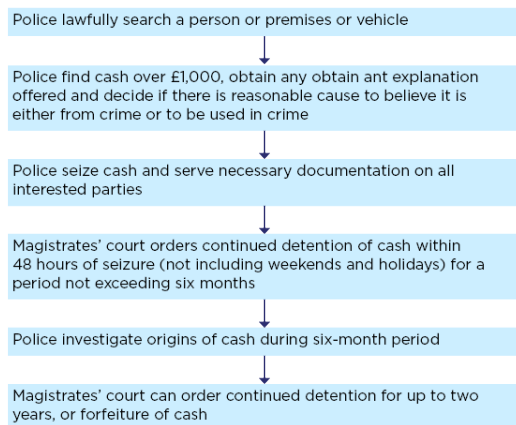 Police lawfully search a person or premises or vehicle
Police find cash over £1,000, obtain any obtain ant explanation
offered and decide if there is reasonable cause to believe it is
either from crime or to be used in crime
Police seize cash and serve necessary documentation on all
interested parties
Magistrates’ court orders continued detention of cash within
48 hours of seizure (not including weekends and holidays) for a
period not exceeding six months
Police investigate origins of cash during six-month period
Magistrates’ court can order continued detention for up to two
years, or forfeiture of cash